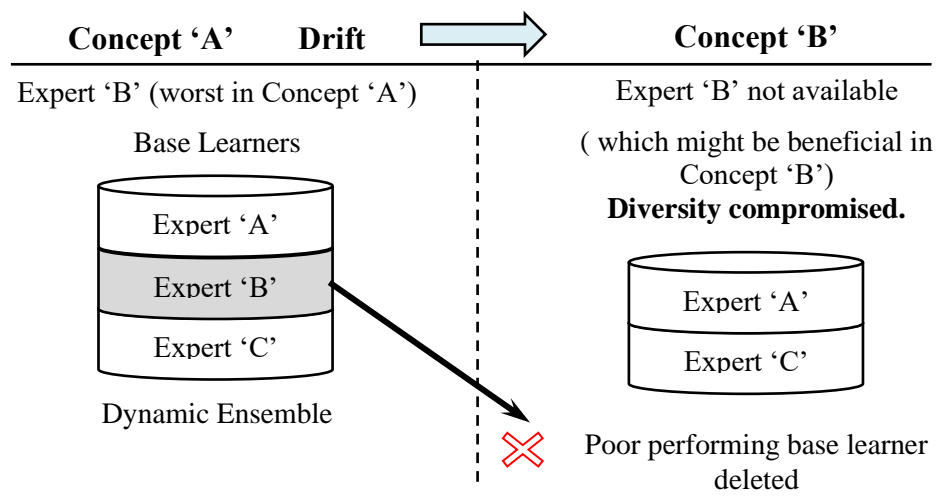 Concept ‘A’ Drift
Concept ‘B’
Expert ‘B’ (worst in Concept ‘A’)
Base Learners
Expert ‘A’
Expert ‘B’
Expert ‘C’
Dynamic Ensemble
Expert ‘B’ not available
( which might be beneficial in
Concept ‘B’)
Diversity compromised.
Expert ‘A’
Expert ‘C’
Poor performing base learner
deleted